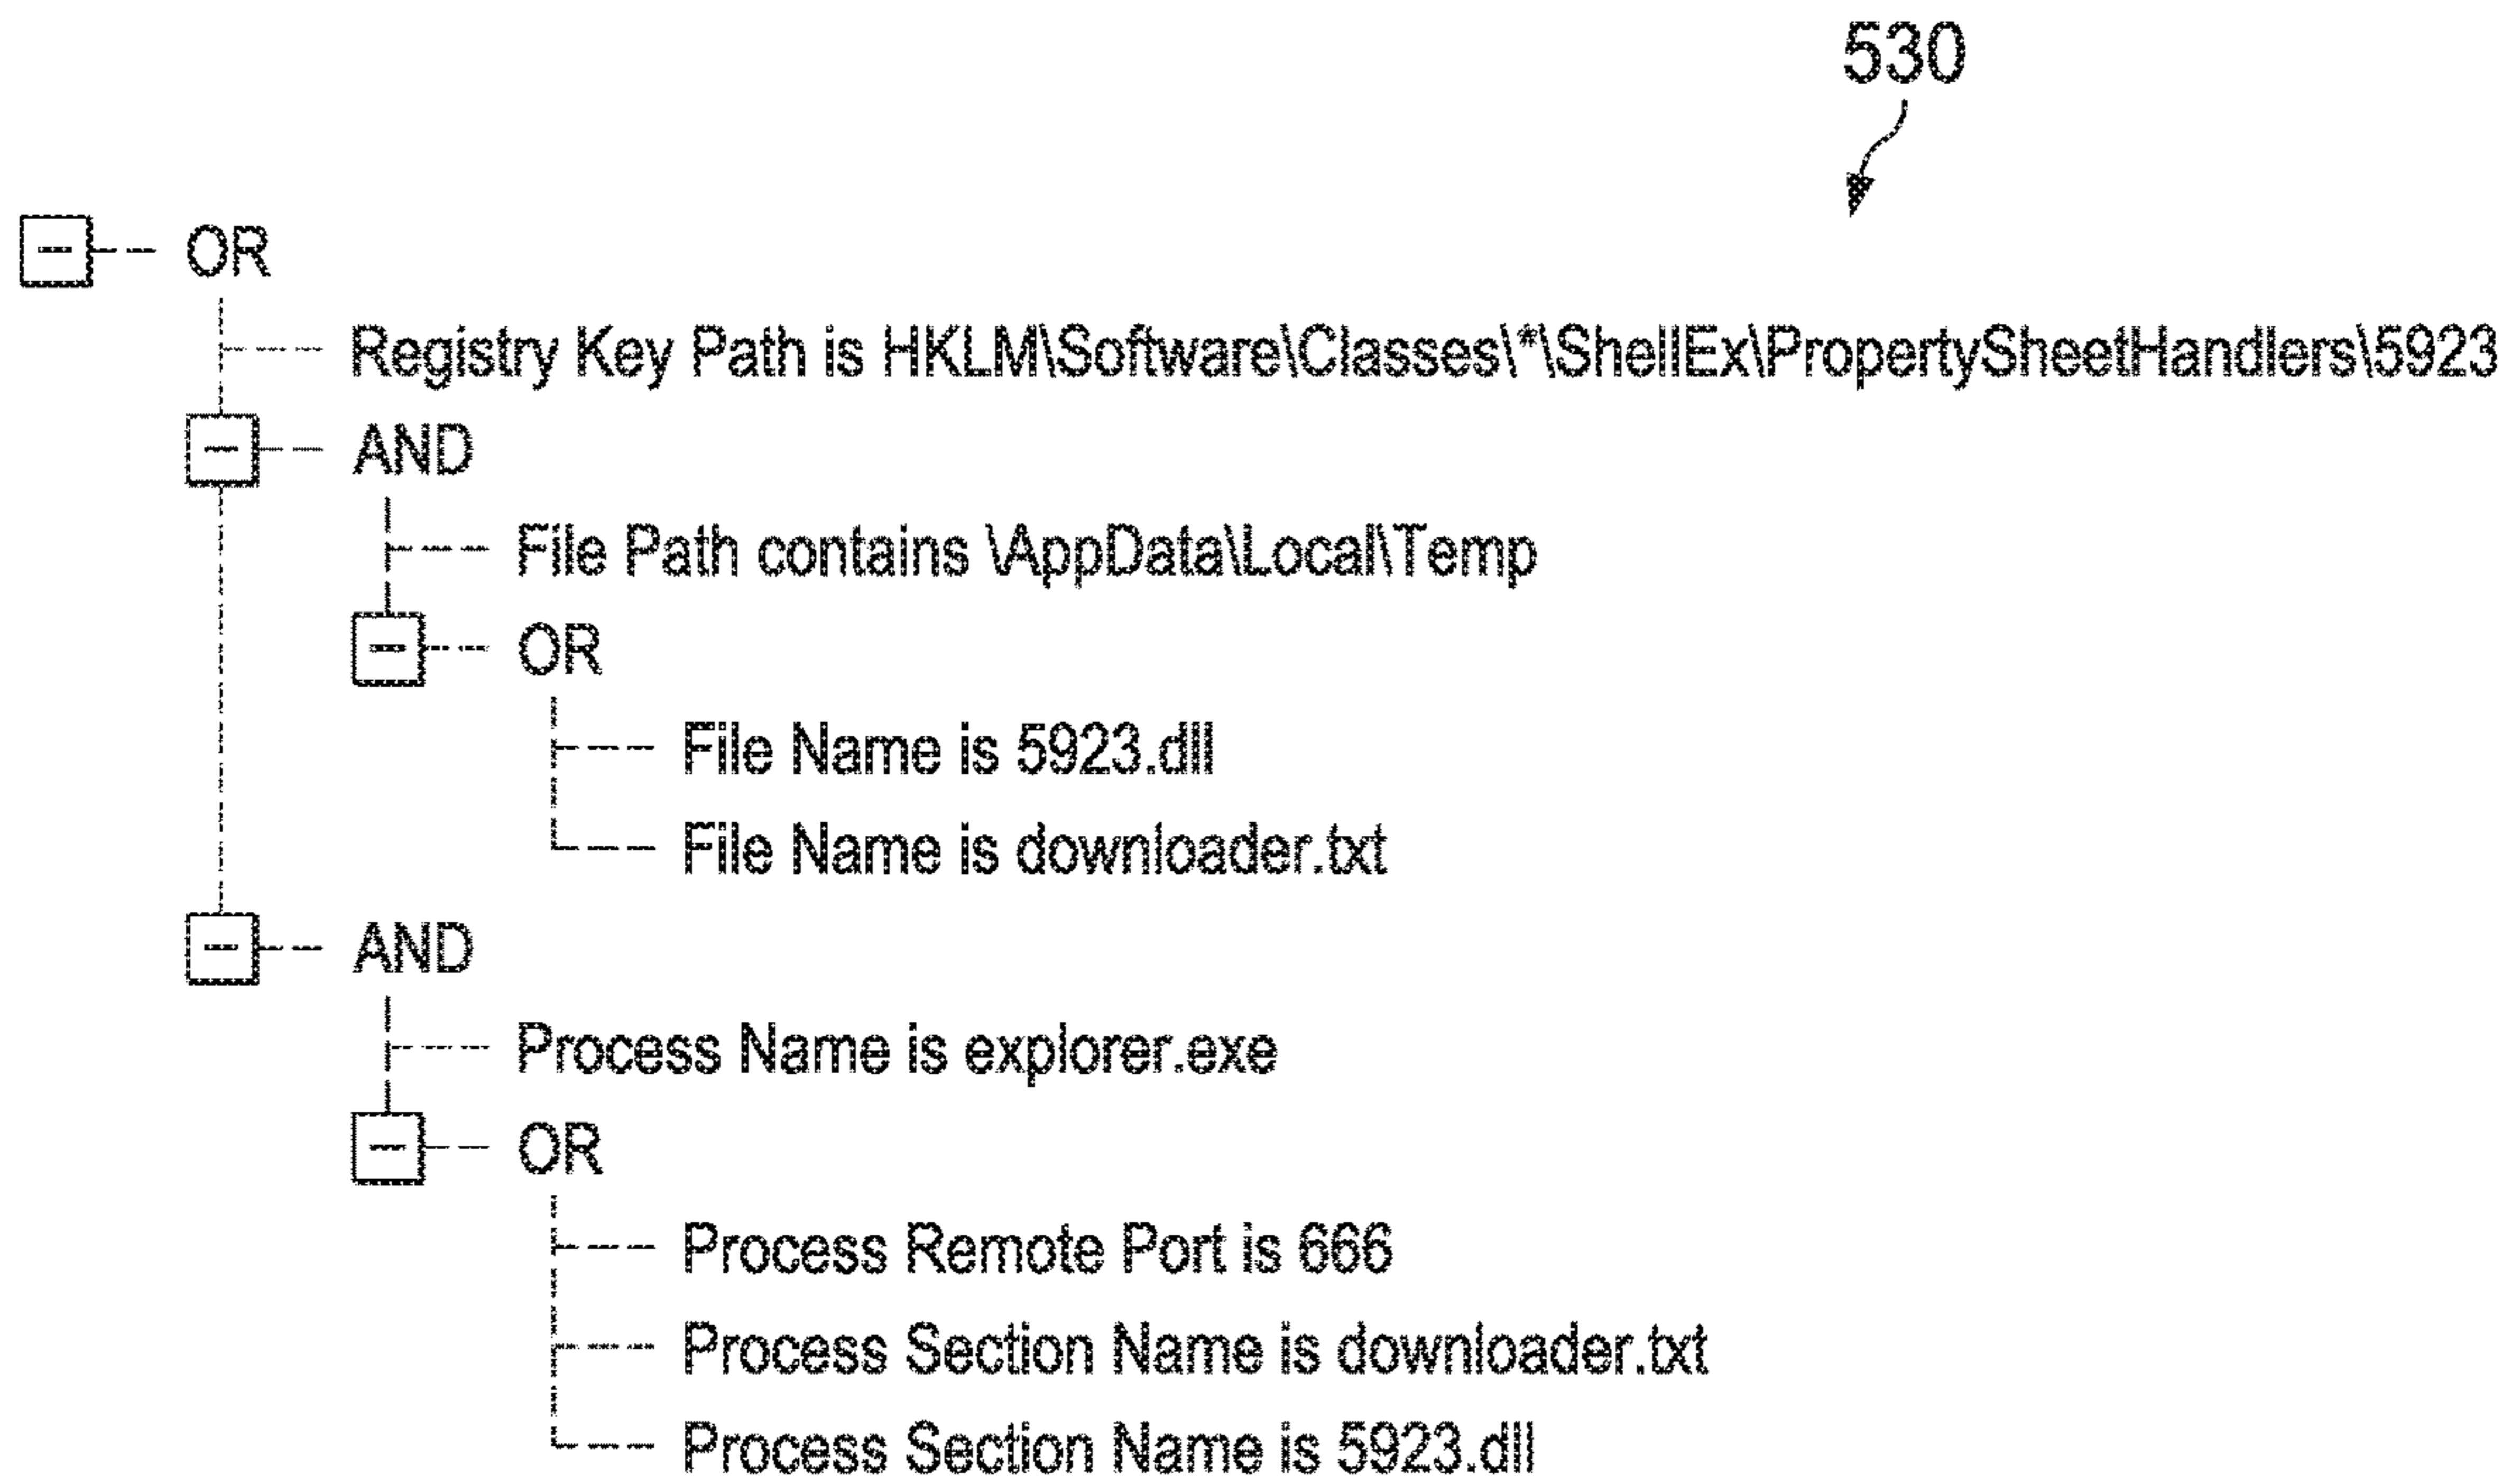 530
OR
Registry Key Path is HKLM\Software\Classes\*\ShellEx\PropertySheetHandlers\5923
AND
File Path contains \AppData\Local\Temp
OR
File Name is 5923.dll
File Name is downloader.txt
AND
Process Name is explorer.exe
OR
Process Remote Port is 666
Process Section Name is downloader.txt
Process Section Name is 5923.dll